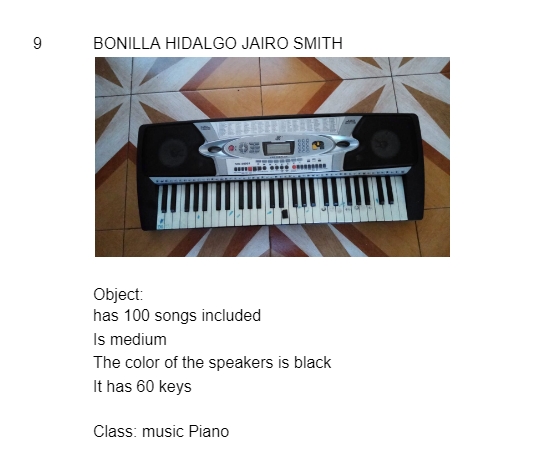 9 BONILLA HIDALGO JAIRO SMITH
Object:
has 100 songs included
Is medium
The color of the speakers is black
It has 60 keys
Class: music Piano